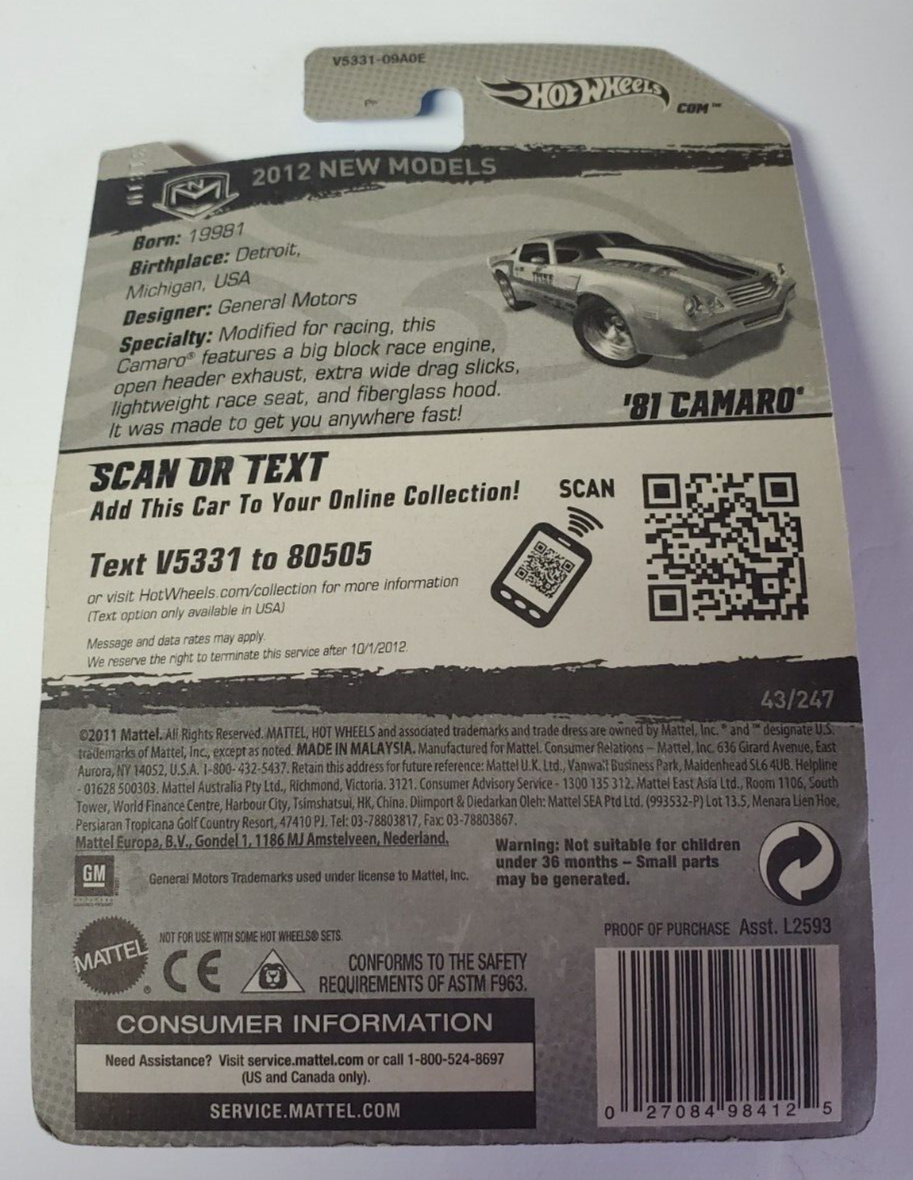 V5331-09A0E
HOT WHEELS
COM™
2012 NEW MODELS
Born: 19981
Birthplace: Detroit,
Michigan, USA
Designer: General Motors
Specialty: Modified for racing, this
Camaro® features a big block race engine,
open header exhaust, extra wide drag slicks,
lightweight race seat, and fiberglass hood.
It was made to get you anywhere fast!
'81 CAMARO®
SCAN OR TEXT
Add This Car To Your Online Collection!
SCAN
Text V5331 to 80505
or visit HotWheels.com/collection for more information
(Text option only available in USA)
Message and data rates may apply.
We reserve the right to terminate this service after 10/1/2012.
43/247
©2011 Mattel. All Rights Reserved. MATTEL, HOT WHEELS and associated trademarks and trade dress are owned by Mattel, Inc. ® and ™ designate U.S.
trademarks of Mattel, Inc., except as noted. MADE IN MALAYSIA. Manufactured for Mattel. Consumer Relations – Mattel, Inc. 636 Girard Avenue, East
Aurora, NY 14052, U.S.A. 1-800- 432-5437. Retain this address for future reference: Mattel U.K. Ltd., Vanwall Business Park, Maidenhead SL6 4UB. Helpline
- 01628 500303. Mattel Australia Pty Ltd., Richmond, Victoria. 3121. Consumer Advisory Service - 1300 135 312. Mattel East Asia Ltd., Room 1106, South
Tower, World Finance Centre, Harbour City, Tsimshatsui, HK, China. Diimport & Diedarkan Oleh: Mattel SEA Ptd Ltd. (993532-P) Lot 13.5, Menara Lien Hoe,
Persiaran Tropicana Golf Country Resort, 47410 PJ. Tel: 03-78803817, Fax: 03-78803867.
Mattel Europa, B.V., Gondel 1, 1186 MJ Amstelveen, Nederland.
Warning: Not suitable for children
under 36 months – Small parts
may be generated.
GM
General Motors Trademarks used under license to Mattel, Inc.
PROOF OF PURCHASE Asst. L2593
MATTEL®
NOT FOR USE WITH SOME HOT WHEELS® SETS.
CE
CONFORMS TO THE SAFETY
REQUIREMENTS OF ASTM F963.
CONSUMER INFORMATION
Need Assistance? Visit service.mattel.com or call 1-800-524-8697
(US and Canada only).
SERVICE.MATTEL.COM
0 27084 98412 5